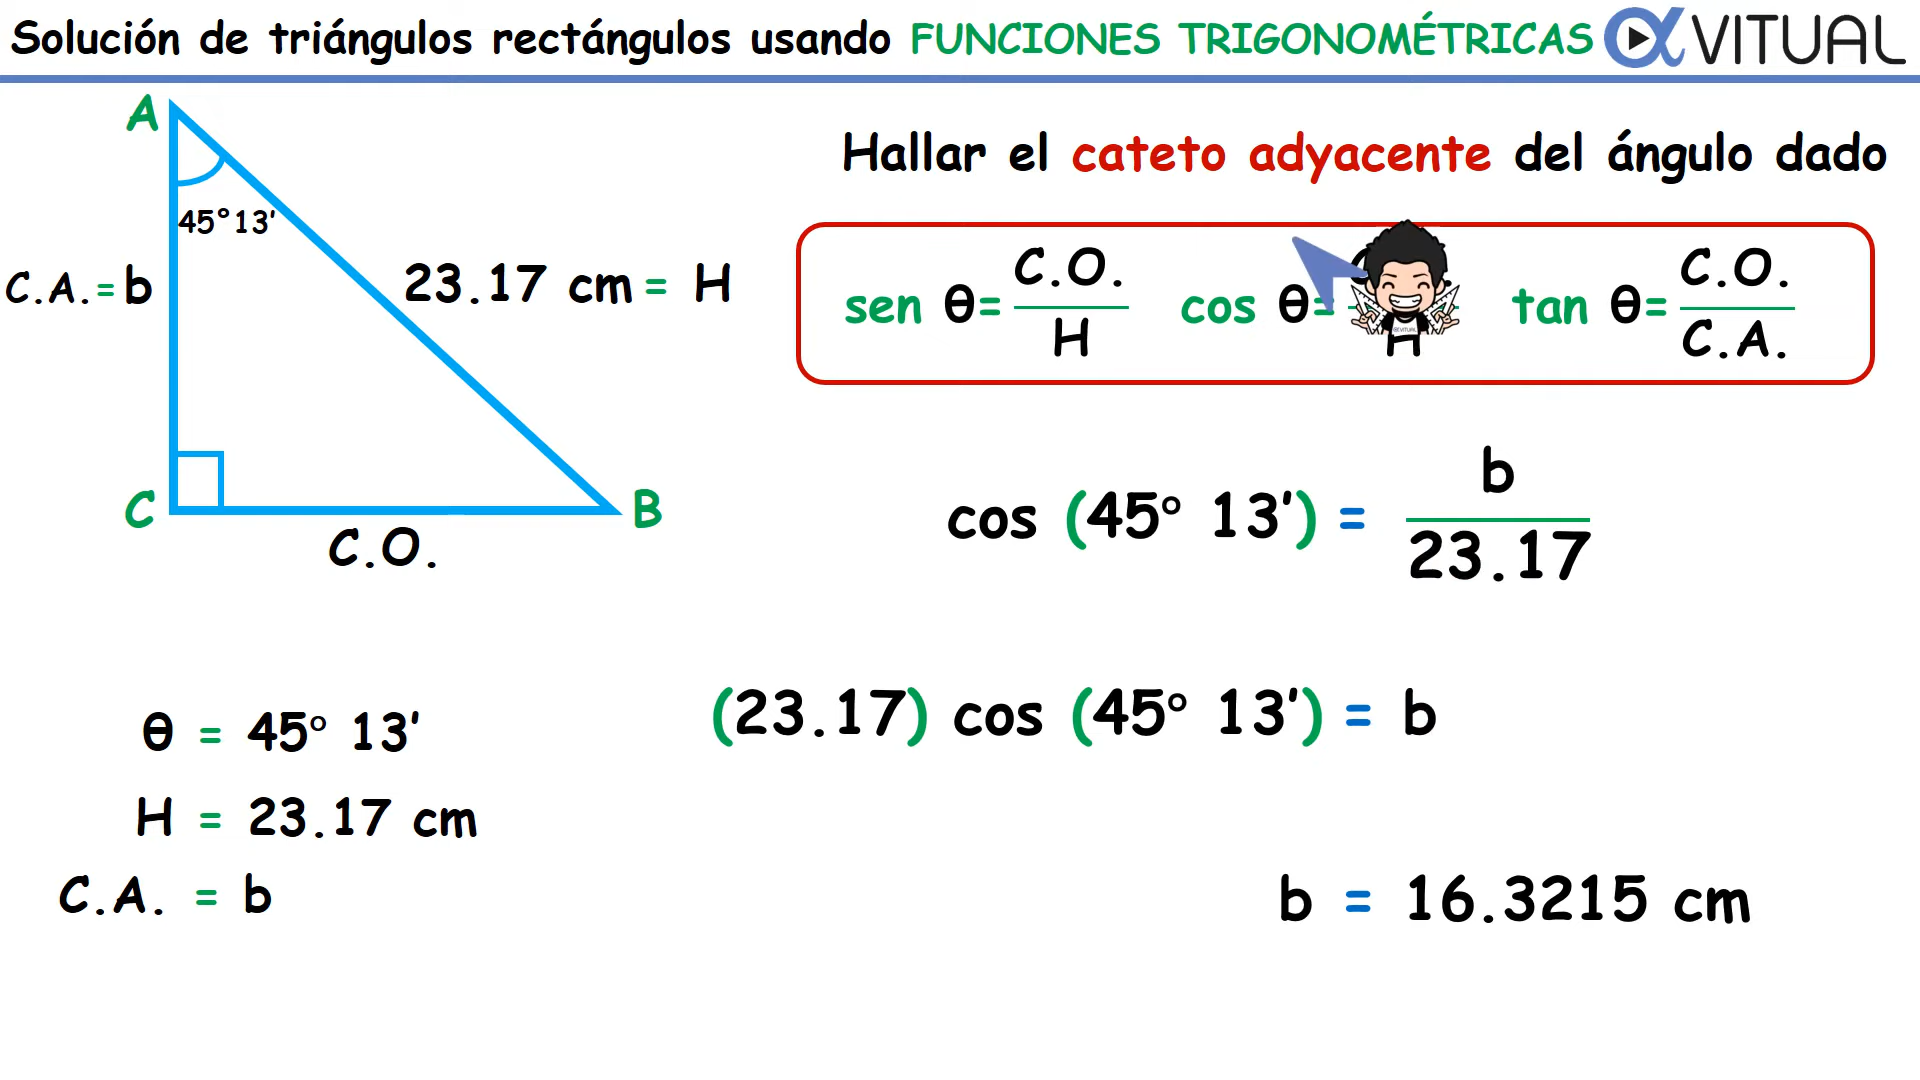 Solución de triángulos rectángulos usando FUNCIONES TRIGONOMÉTRICAS VITUAL
A
45°13'
C.A. = b
23.17 cm = H
C
B
C.O.
Hallar el cateto adyacente del ángulo dado
sen θ = C.O. / H
cos θ = H
tan θ = C.O. / C.A.
cos (45° 13') = b / 23.17
θ = 45° 13'
H = 23.17 cm
C.A. = b
(23.17) cos (45° 13') = b
b = 16.3215 cm